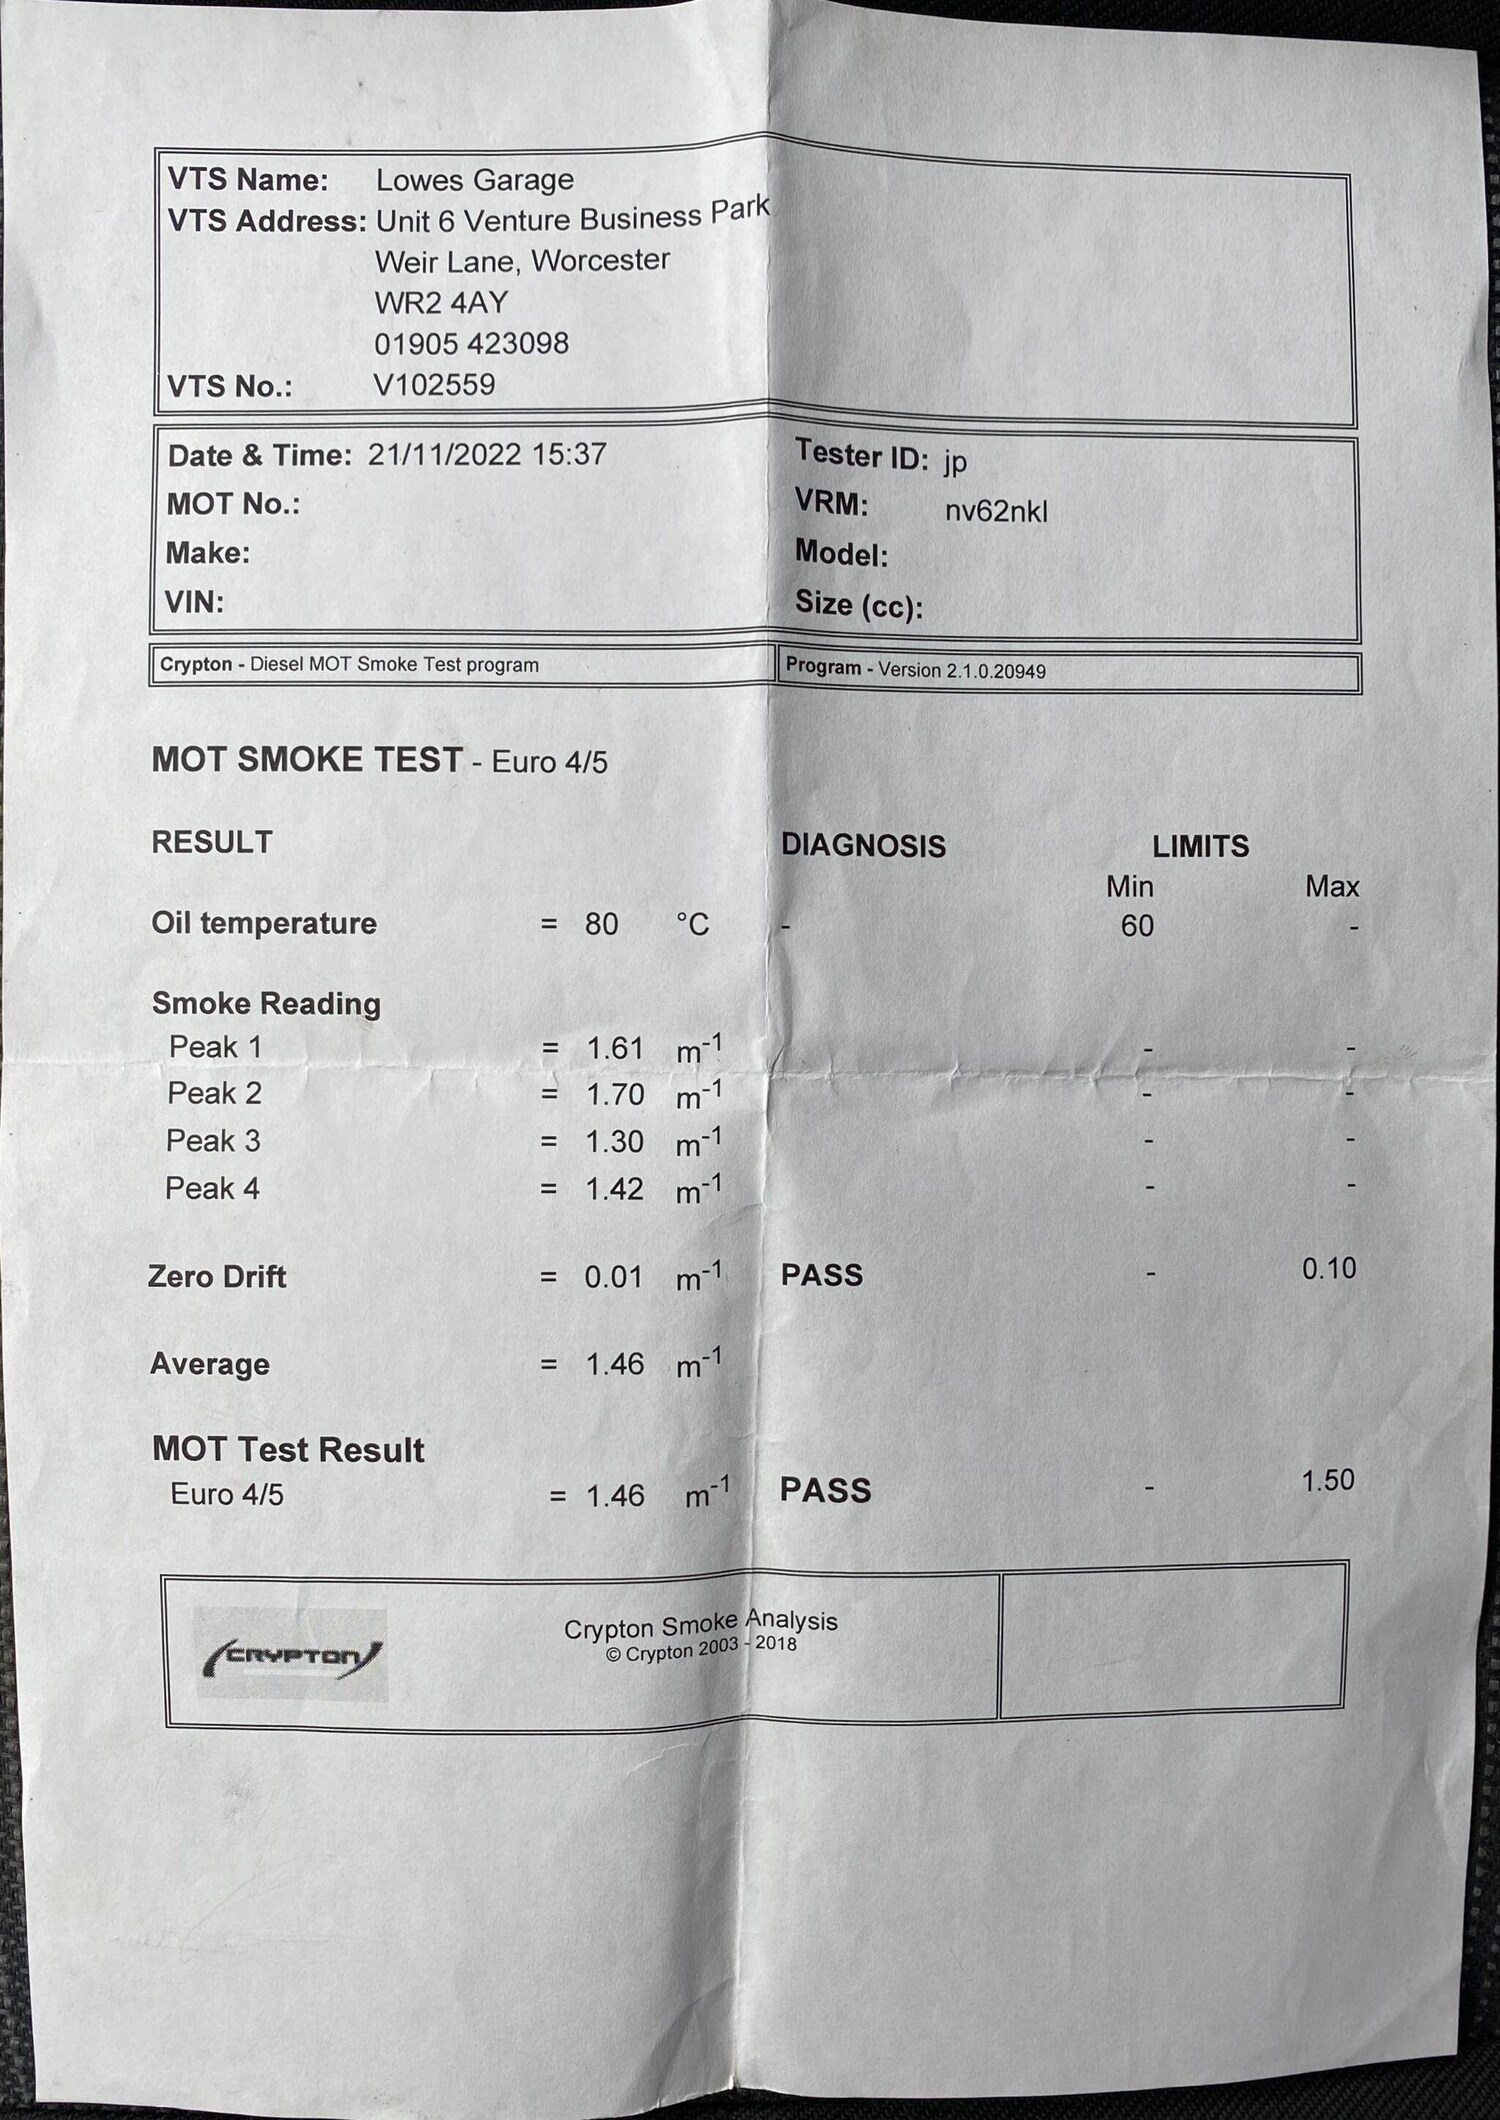 VTS Name: Lowes Garage
VTS Address: Unit 6 Venture Business Park
Weir Lane, Worcester
WR2 4AY
01905 423098
VTS No.: V102559
Date & Time: 21/11/2022 15:37 Tester ID: jp
MOT No.: VRM: nv62nkl
Make: Model:
VIN: Size (cc):
Crypton - Diesel MOT Smoke Test program Program - Version 2.1.0.20949
MOT SMOKE TEST - Euro 4/5
RESULT DIAGNOSIS LIMITS
Min Max
Oil temperature = 80 °C - 60 -
Smoke Reading
Peak 1 = 1.61 m⁻¹ - -
Peak 2 = 1.70 m⁻¹ - -
Peak 3 = 1.30 m⁻¹ - -
Peak 4 = 1.42 m⁻¹ - -
Zero Drift = 0.01 m⁻¹ PASS - 0.10
Average = 1.46 m⁻¹
MOT Test Result
Euro 4/5 = 1.46 m⁻¹ PASS - 1.50
CRYPTON
Crypton Smoke Analysis
© Crypton 2003 - 2018